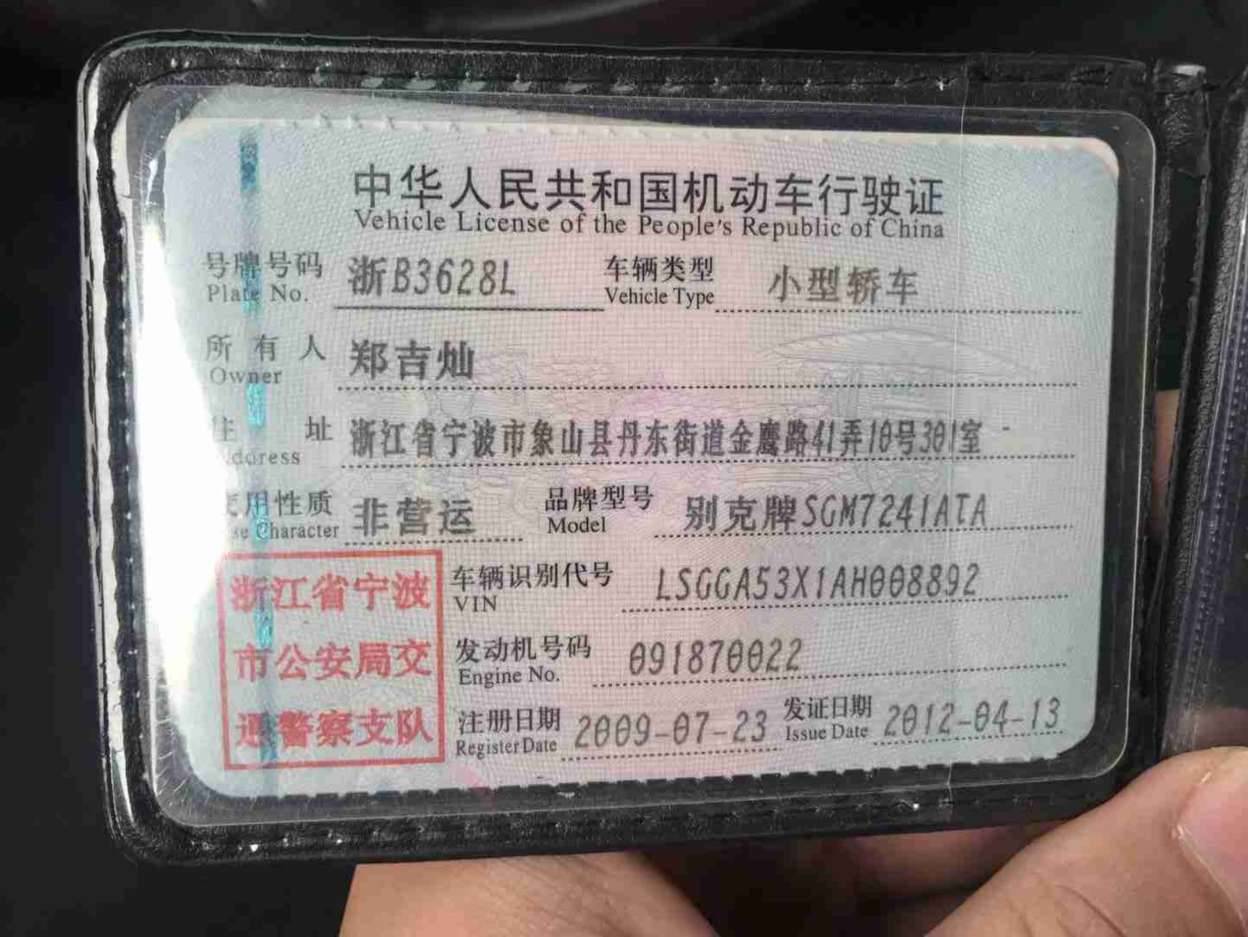 中华人民共和国机动车行驶证
Vehicle License of the People's Republic of China
号牌号码 浙B3628L 车辆类型 小型轿车
Plate No. Vehicle Type
所有人 郑吉灿
Owner
住址 浙江省宁波市象山县丹东街道金鹰路41弄10号301室
Address
使用性质 非营运 品牌型号 别克牌SGM7241ATA
Use Character Model
浙江省宁波 车辆识别代号 LSGGA53X1AH008892
VIN
市公安局交 发动机号码 091870022
Engine No.
通警察支队 注册日期 2009-07-23 发证日期 2012-04-13
Register Date Issue Date